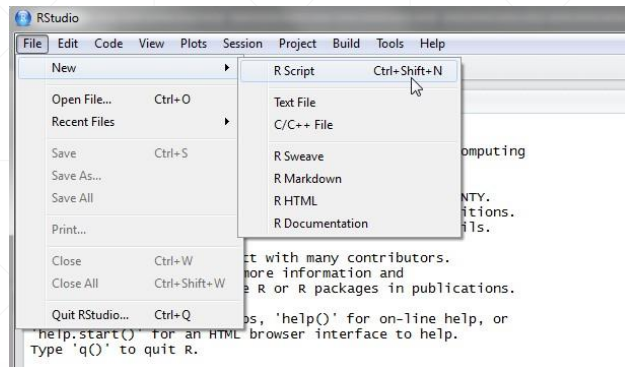 RStudio
File Edit Code View Plots Session Project Build Tools Help
New
Open File... Ctrl+O
Recent Files
Save Ctrl+S
Save As...
Save All
Print...
Close Ctrl+W
Close All Ctrl+Shift+W
Quit RStudio... Ctrl+Q
R Script Ctrl+Shift+N
Text File
C/C++ File
R Sweave
R Markdown
R HTML
R Documentation
omputing
NTY.
itions.
ils.
ct with many contributors.
more information and
e R or R packages in publications.
os, 'help()' for on-line help, or
'help.start()' for an HTML browser interface to help.
Type 'q()' to quit R.